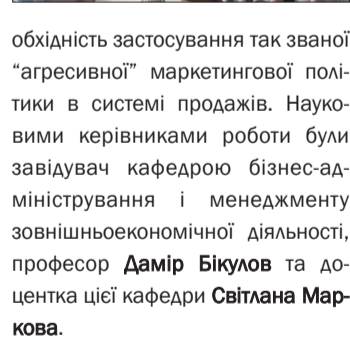 обхідність застосування так званої
“агресивної” маркетингової полі-
тики в системі продажів. Науко-
вими керівниками роботи були
завідувач кафедрою бізнес-ад-
міністрування і менеджменту
зовнішньоекономічної діяльності,
професор Дамір Бікулов та до-
центка цієї кафедри Світлана Мар-
кова.